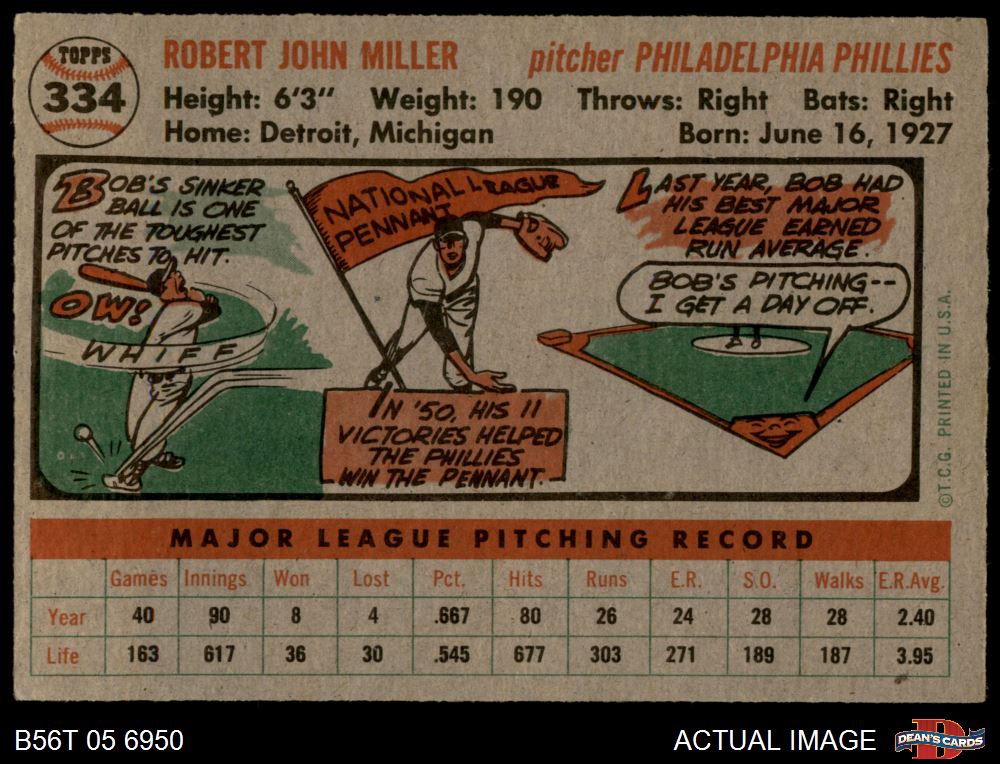 TOPPS
334
ROBERT JOHN MILLER pitcher PHILADELPHIA PHILLIES
Height: 6'3" Weight: 190 Throws: Right Bats: Right
Home: Detroit, Michigan Born: June 16, 1927
BOB'S SINKER
BALL IS ONE
OF THE TOUGHEST
PITCHES TO HIT.
OW!
WHIFF
NATIONAL LEAGUE
PENNANT
IN '50, HIS 11
VICTORIES HELPED
THE PHILLIES
WIN THE PENNANT.
LAST YEAR, BOB HAD
HIS BEST MAJOR
LEAGUE EARNED
RUN AVERAGE.
BOB'S PITCHING--
I GET A DAY OFF.
©T.C.G. PRINTED IN U.S.A.
MAJOR LEAGUE PITCHING RECORD
Games Innings Won Lost Pct. Hits Runs E.R. S.O. Walks E.R.Avg.
Year 40 90 8 4 .667 80 26 24 28 28 2.40
Life 163 617 36 30 .545 677 303 271 189 187 3.95
B56T 05 6950 ACTUAL IMAGE DEAN'S CARDS